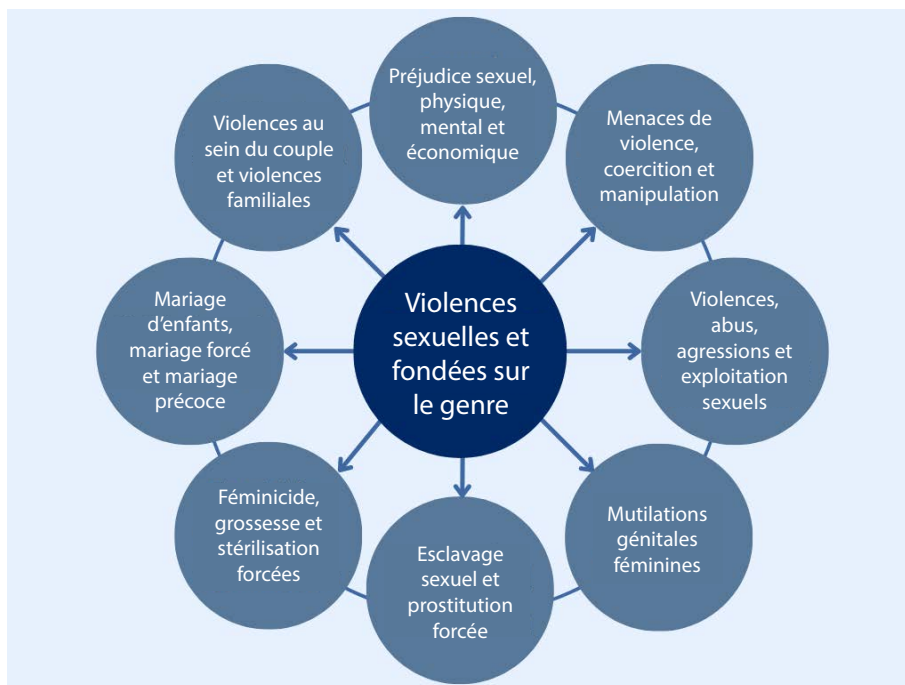 Violences
sexuelles et
fondées sur
le genre
Préjudice sexuel,
physique,
mental et
économique
Menaces de
violence,
coercition et
manipulation
Violences,
abus,
agressions et
exploitation
sexuels
Mutilations
génitales
féminines
Esclavage
sexuel et
prostitution
forcée
Féminicide,
grossesse et
stérilisation
forcées
Mariage
d'enfants,
mariage forcé
et mariage
précoce
Violences au
sein du couple
et violences
familiales